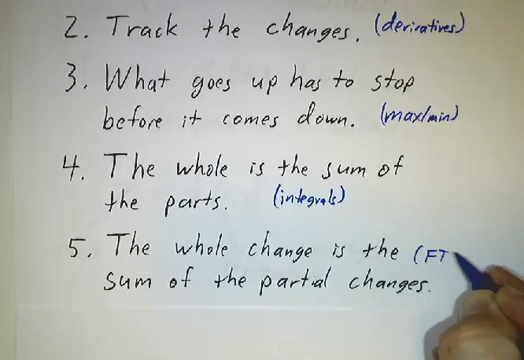 2. Track the changes. (derivatives)
3. What goes up has to stop
before it comes down. (max/min)
4. The whole is the sum of
the parts. (integrals)
5. The whole change is the (FT
sum of the partial changes.